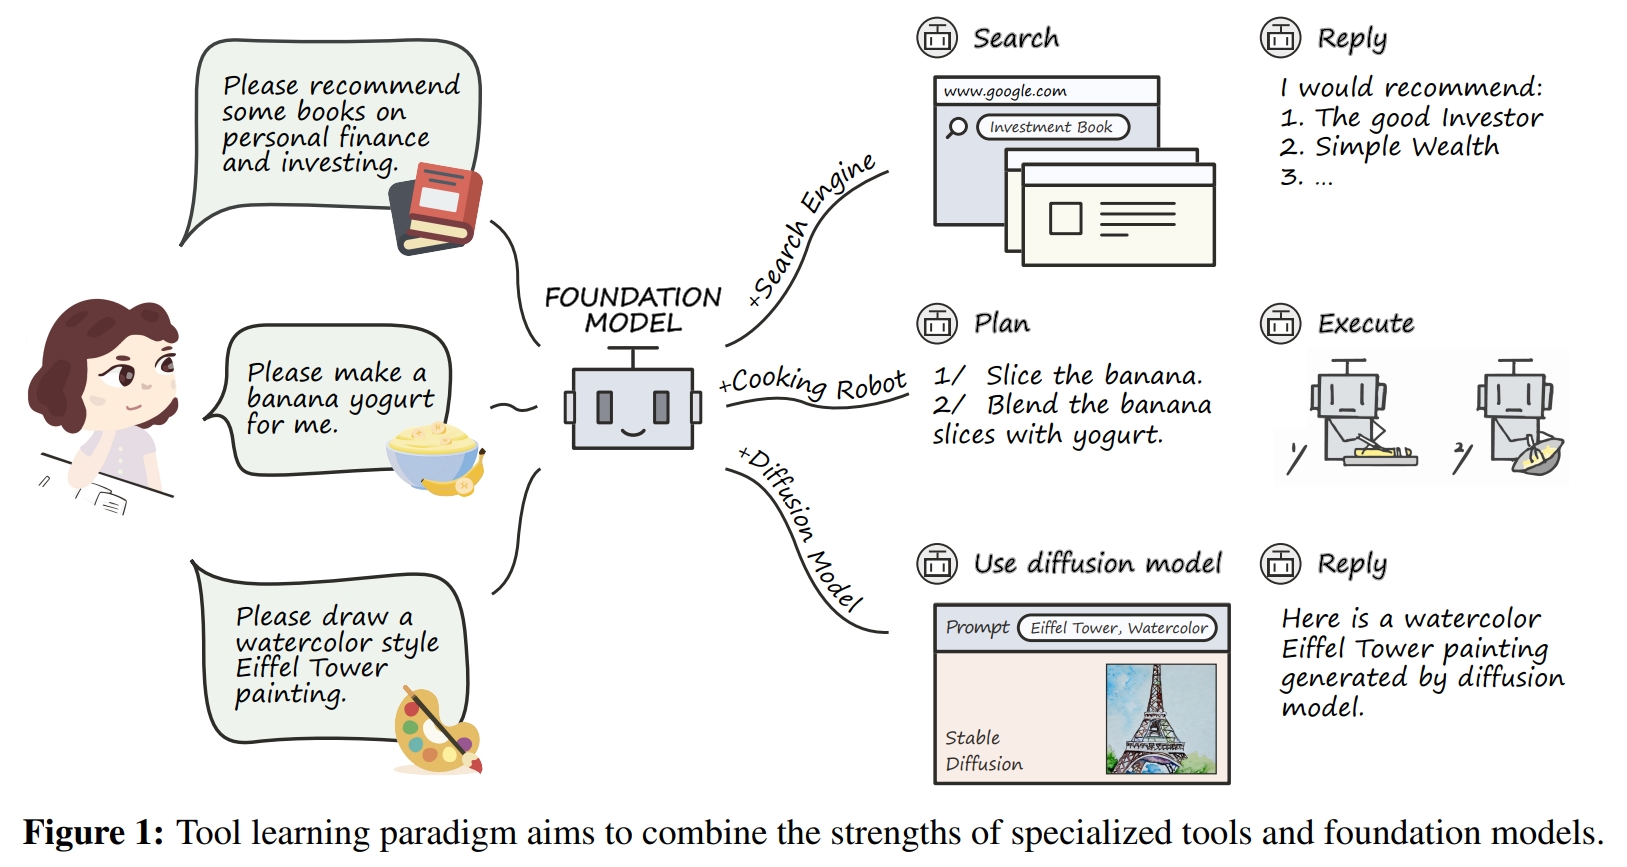 Please recommend
some books on
personal finance
and investing.
Please make a
banana yogurt
for me.
Please draw a
watercolor style
Eiffel Tower
painting.
FOUNDATION
MODEL
+Search Engine
+Cooking Robot
+Diffusion Model
Search
www.google.com
Investment Book
Reply
I would recommend:
1. The good Investor
2. Simple Wealth
3. ...
Plan
1/ Slice the banana.
2/ Blend the banana
slices with yogurt.
Execute
1/
2/
Use diffusion model
Prompt
Eiffel Tower, Watercolor
Stable
Diffusion
Reply
Here is a watercolor
Eiffel Tower painting
generated by diffusion
model.
Figure 1: Tool learning paradigm aims to combine the strengths of specialized tools and foundation models.